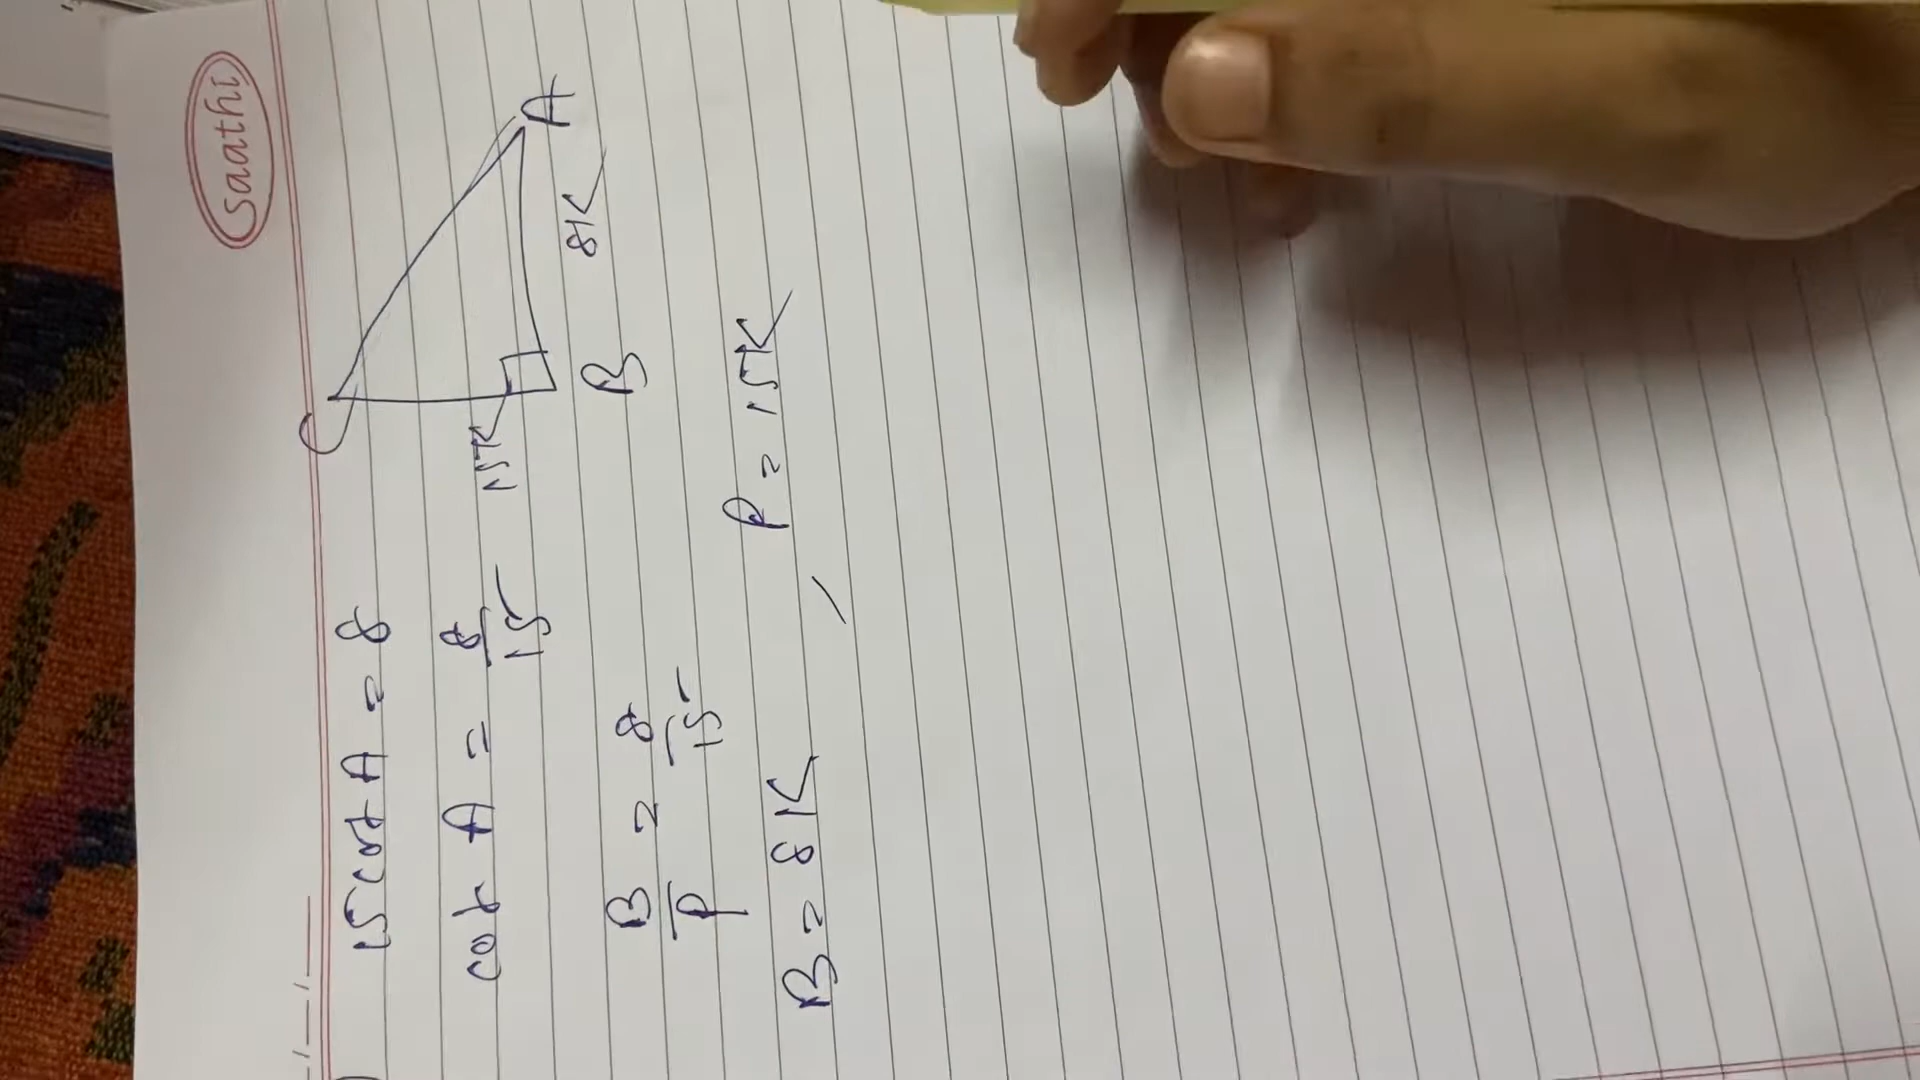 Saathi
15 cot A = 8
cot A = 8/15
B/P = 8/15
B = 8K , P = 15K
C
A
15K
8K
B